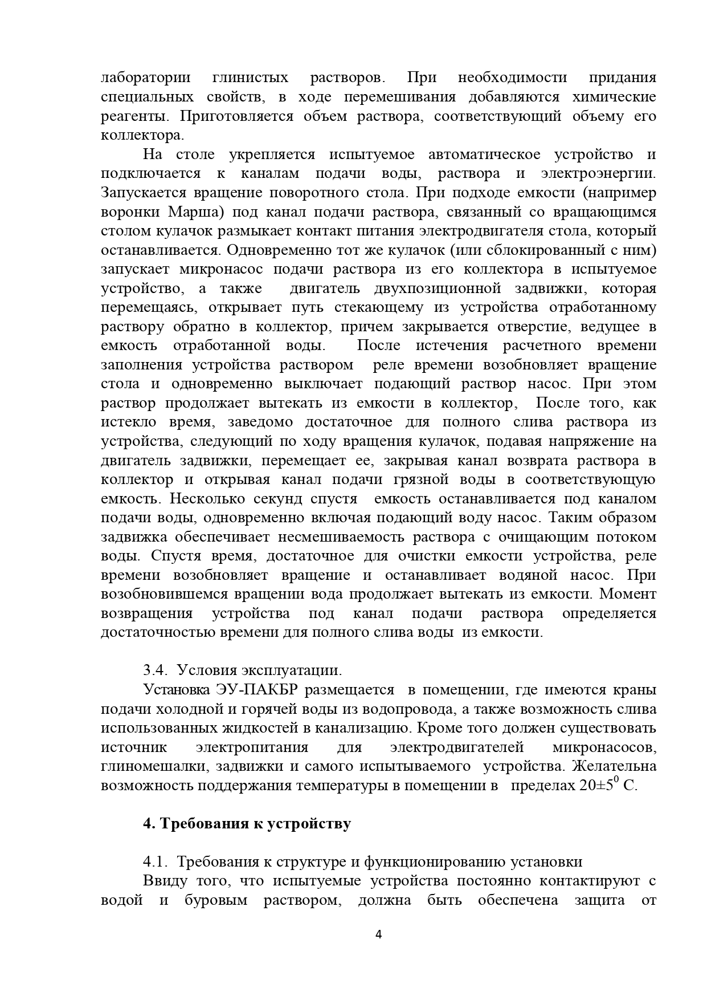 лаборатории глинистых растворов. При необходимости придания
специальных свойств, в ходе перемешивания добавляются химические
реагенты. Приготовляется объем раствора, соответствующий объему его
коллектора.
На столе укрепляется испытуемое автоматическое устройство и
подключается к каналам подачи воды, раствора и электроэнергии.
Запускается вращение поворотного стола. При подходе емкости (например
воронки Марша) под канал подачи раствора, связанный со вращающимся
столом кулачок размыкает контакт питания электродвигателя стола, который
останавливается. Одновременно тот же кулачок (или сблокированный с ним)
запускает микронасос подачи раствора из его коллектора в испытуемое
устройство, а также двигатель двухпозиционной задвижки, которая
перемещаясь, открывает путь стекающему из устройства отработанному
раствору обратно в коллектор, причем закрывается отверстие, ведущее в
емкость отработанной воды. После истечения расчетного времени
заполнения устройства раствором реле времени возобновляет вращение
стола и одновременно выключает подающий раствор насос. При этом
раствор продолжает вытекать из емкости в коллектор, После того, как
истекло время, заведомо достаточное для полного слива раствора из
устройства, следующий по ходу вращения кулачок, подавая напряжение на
двигатель задвижки, перемещает ее, закрывая канал возврата раствора в
коллектор и открывая канал подачи грязной воды в соответствующую
емкость. Несколько секунд спустя емкость останавливается под каналом
подачи воды, одновременно включая подающий воду насос. Таким образом
задвижка обеспечивает несмешиваемость раствора с очищающим потоком
воды. Спустя время, достаточное для очистки емкости устройства, реле
времени возобновляет вращение и останавливает водяной насос. При
возобновившемся вращении вода продолжает вытекать из емкости. Момент
возвращения устройства под канал подачи раствора определяется
достаточностью времени для полного слива воды из емкости.
3.4. Условия эксплуатации.
Установка ЭУ-ПАКБР размещается в помещении, где имеются краны
подачи холодной и горячей воды из водопровода, а также возможность слива
использованных жидкостей в канализацию. Кроме того должен существовать
источник электропитания для электродвигателей микронасосов,
глиномешалки, задвижки и самого испытываемого устройства. Желательна
возможность поддержания температуры в помещении в пределах 20±5⁰ С.
4. Требования к устройству
4.1. Требования к структуре и функционированию установки
Ввиду того, что испытуемые устройства постоянно контактируют с
водой и буровым раствором, должна быть обеспечена защита от
4